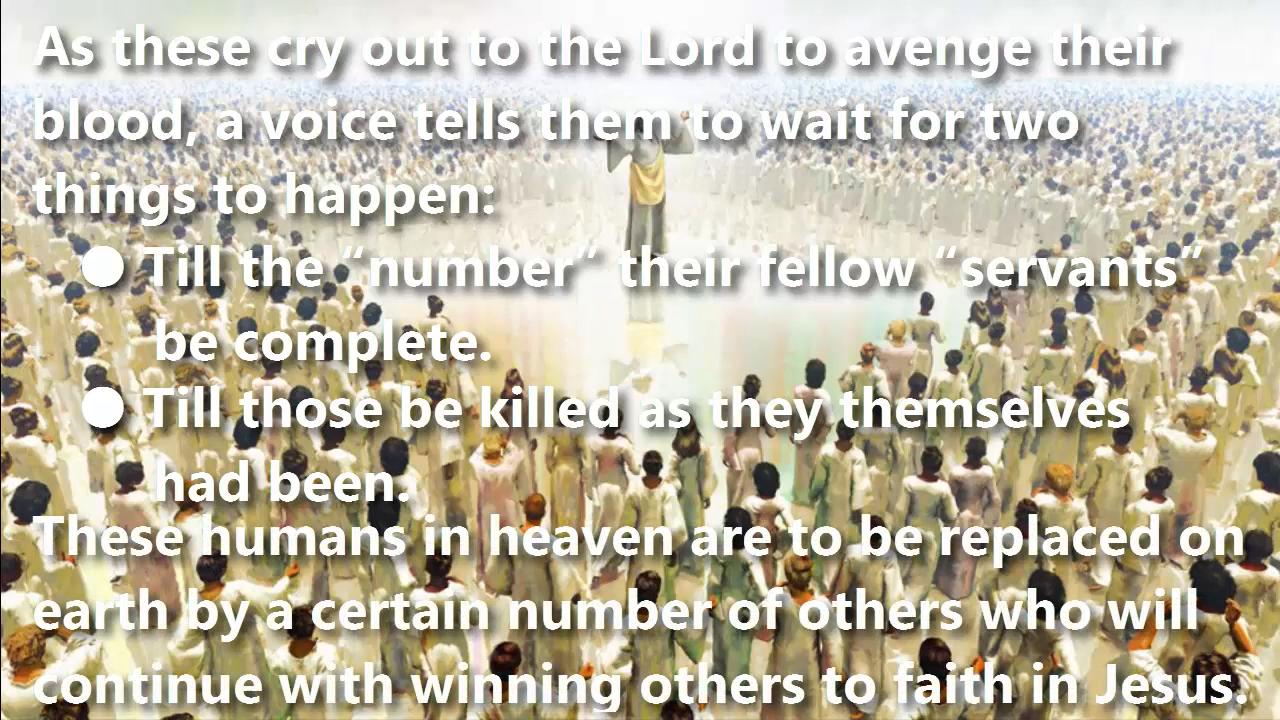 As these cry out to the Lord to avenge their
blood, a voice tells them to wait for two
things to happen:
● Till the “number” their fellow “servants”
be complete.
● Till those be killed as they themselves
had been.
These humans in heaven are to be replaced on
earth by a certain number of others who will
continue with winning others to faith in Jesus.